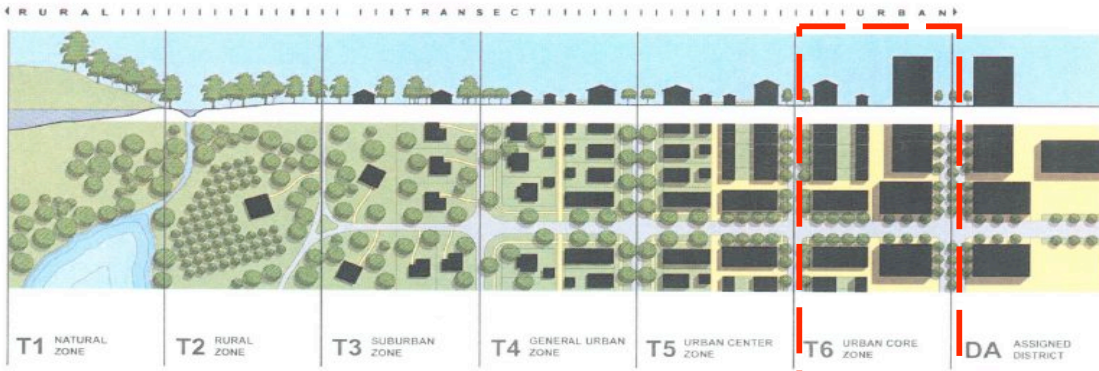 RURAL TRANSECT URBAN
T1 NATURAL ZONE
T2 RURAL ZONE
T3 SUBURBAN ZONE
T4 GENERAL URBAN ZONE
T5 URBAN CENTER ZONE
T6 URBAN CORE ZONE
DA ASSIGNED DISTRICT